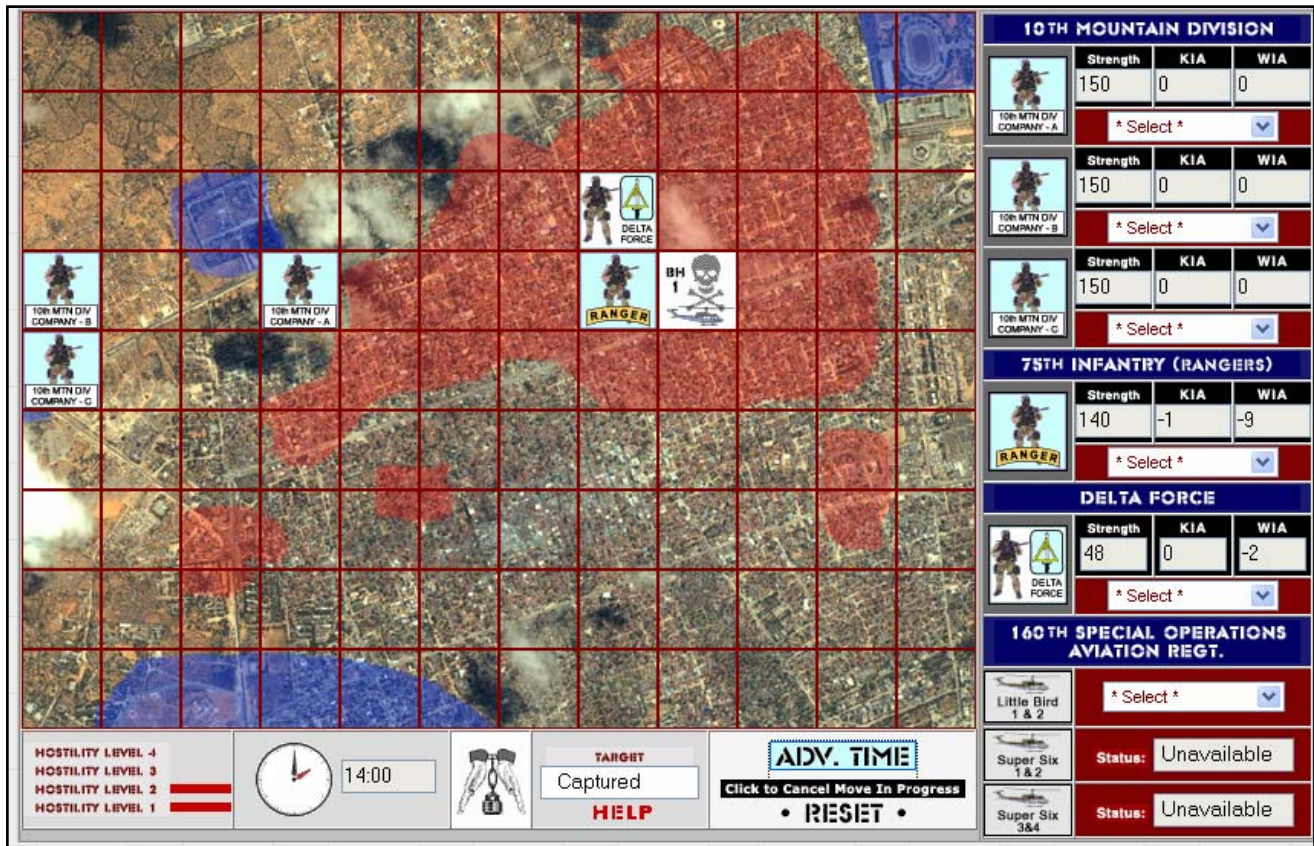 DELTA
FORCE
10th MTN DIV
COMPANY - B
10th MTN DIV
COMPANY - A
RANGER
BH
1
10th MTN DIV
COMPANY - C
HOSTILITY LEVEL 4
HOSTILITY LEVEL 3
HOSTILITY LEVEL 2
HOSTILITY LEVEL 1
14:00
TARGET
Captured
HELP
ADV. TIME
Click to Cancel Move In Progress
• RESET •
10TH MOUNTAIN DIVISION
Strength KIA WIA
150 0 0
10th MTN DIV
COMPANY - A
* Select *
Strength KIA WIA
150 0 0
10th MTN DIV
COMPANY - B
* Select *
Strength KIA WIA
150 0 0
10th MTN DIV
COMPANY - C
* Select *
75TH INFANTRY (RANGERS)
Strength KIA WIA
140 -1 -9
RANGER
* Select *
DELTA FORCE
Strength KIA WIA
48 0 -2
DELTA
FORCE
* Select *
160TH SPECIAL OPERATIONS
AVIATION REGT.
Little Bird
1 & 2
* Select *
Super Six
1&2
Status: Unavailable
Super Six
3&4
Status: Unavailable